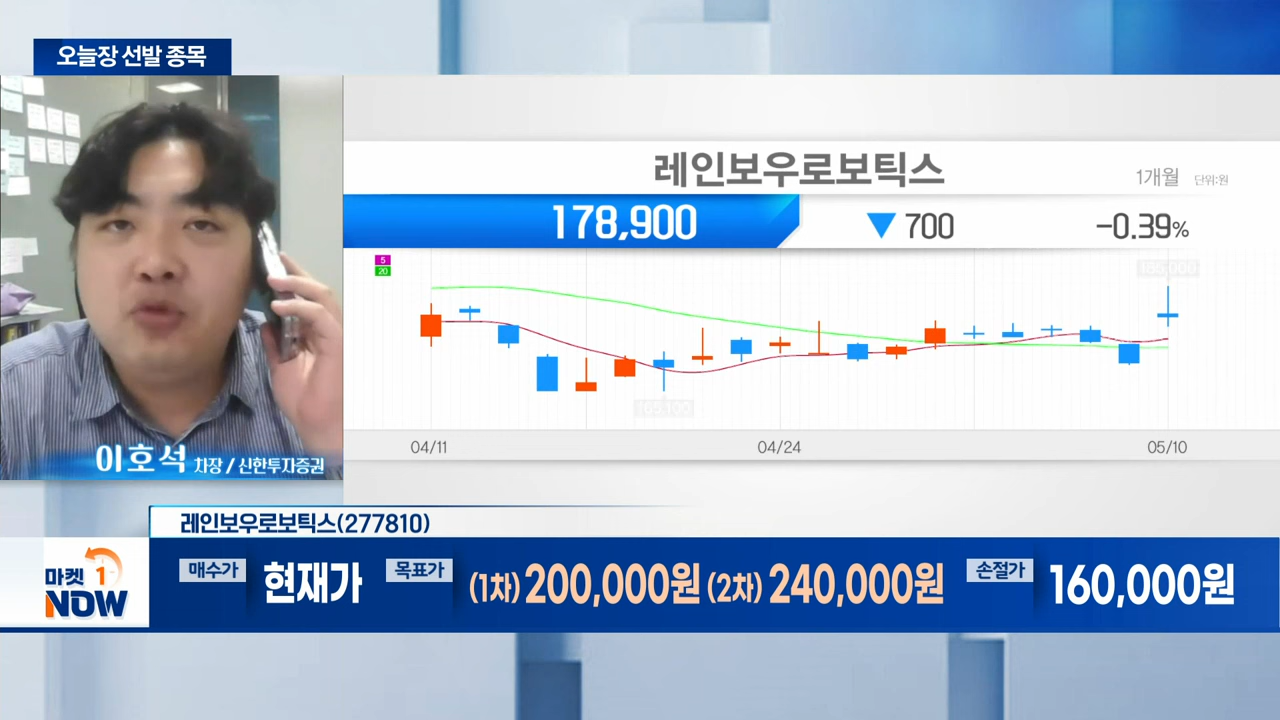 오늘장 선발 종목
레인보우로보틱스
1개월 단위:원
178,900 ▼ 700 -0.39%
5
20
185,000
165,100
04/11 04/24 05/10
이호석 차장 / 신한투자증권
레인보우로보틱스(277810)
마켓 1
NOW
매수가 현재가 목표가 (1차) 200,000원 (2차) 240,000원 손절가 160,000원